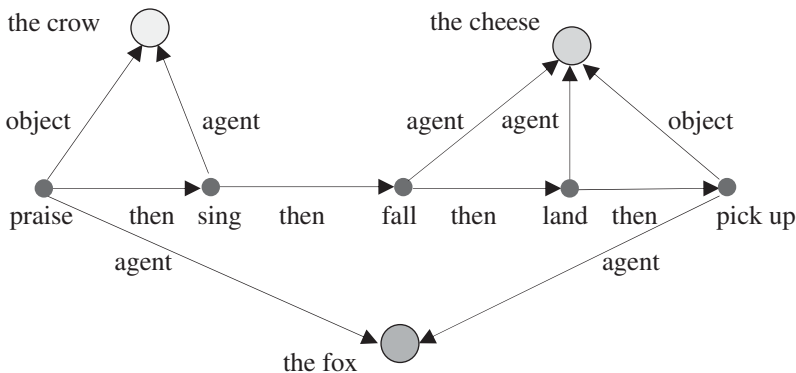 the crow
the cheese
object
agent
agent
agent
object
praise
then
sing
then
fall
then
land
then
pick up
agent
agent
the fox